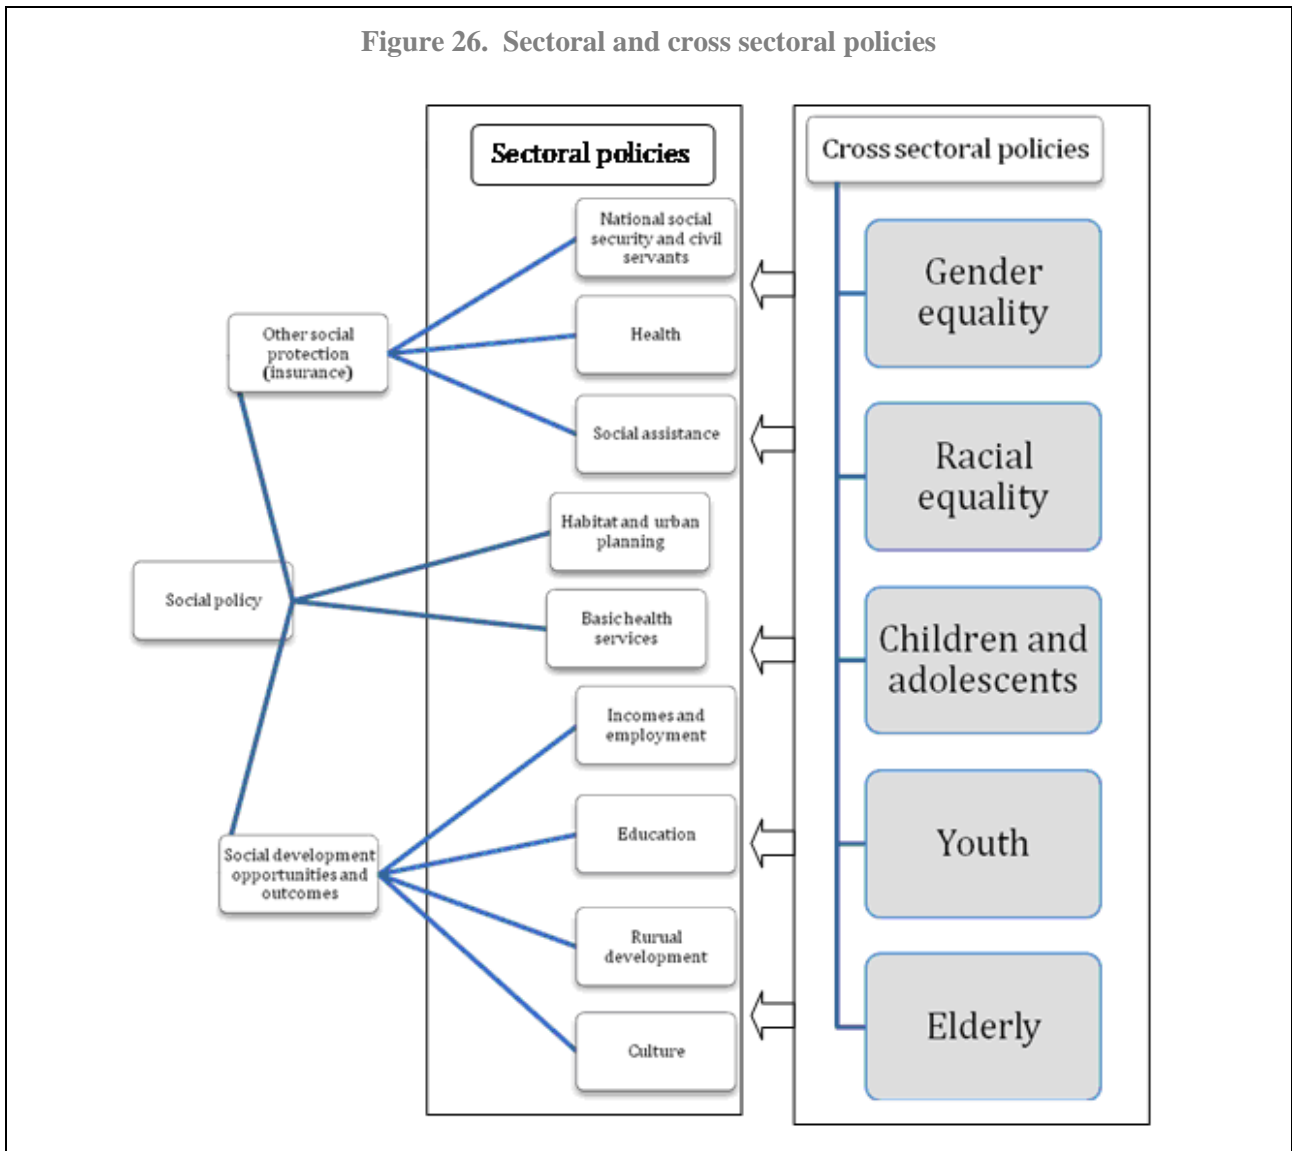 Figure 26.  Sectoral and cross sectoral policies
Sectoral policies
Cross sectoral policies
National social
security and civil
servants
Health
Social assistance
Habitat and urban
planning
Basic health
services
Incomes and
employment
Education
Rurual
development
Culture
Other social
protection
(insurance)
Social policy
Social development
opportunities and
outcomes
Gender
equality
Racial
equality
Children and
adolescents
Youth
Elderly